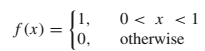 f(x) = { 1, 0 < x < 1
0, otherwise